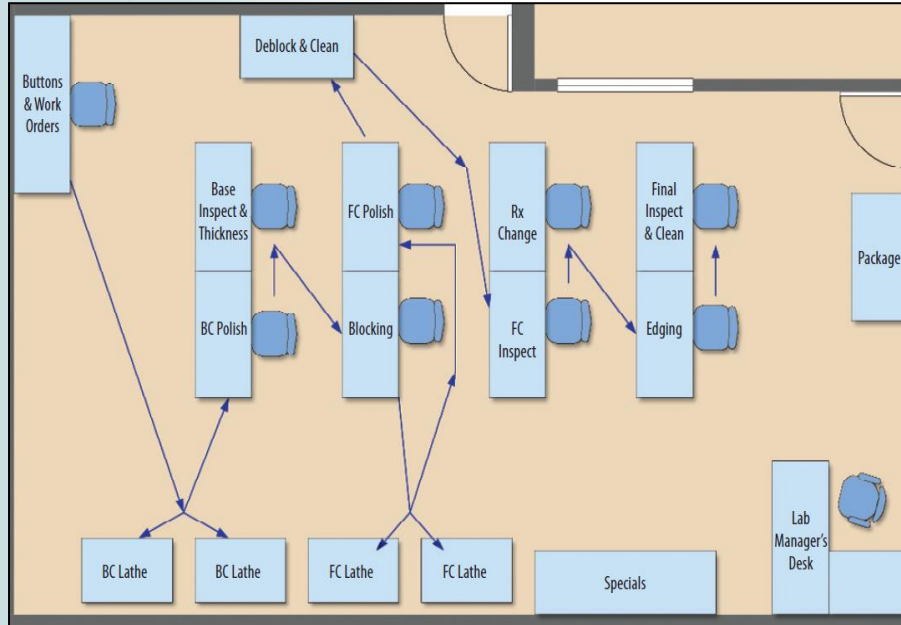 Buttons
& Work
Orders
Deblock & Clean
Base
Inspect &
Thickness
FC Polish
Rx
Change
Final
Inspect
& Clean
Package
BC Polish
Blocking
FC
Inspect
Edging
BC Lathe
BC Lathe
FC Lathe
FC Lathe
Specials
Lab
Manager's
Desk